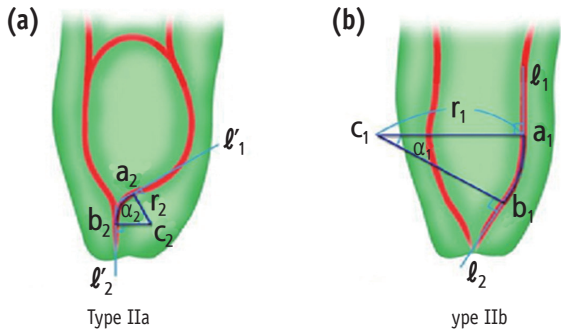 (a)
(b)
ℓ′₁
a₂
b₂
α₂
r₂
c₂
ℓ′₂
Type IIa
ℓ₁
r₁
c₁
a₁
α₁
b₁
ℓ₂
ype IIb